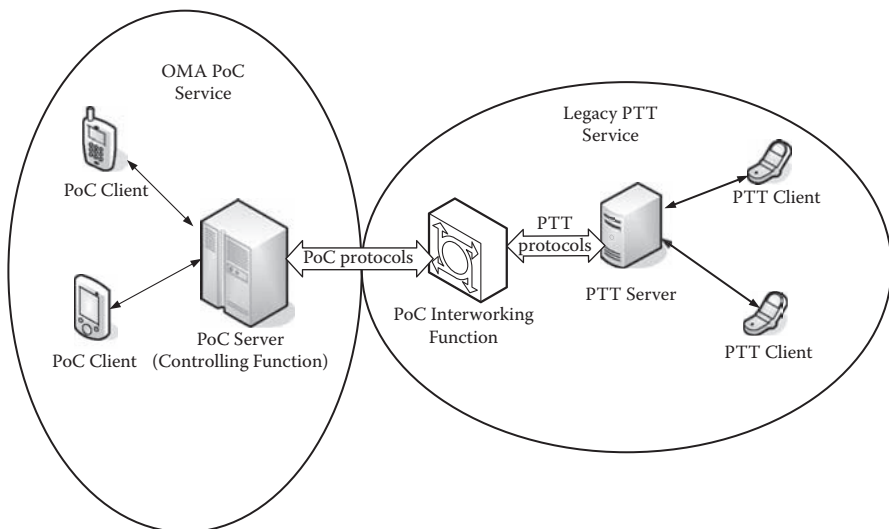 OMA PoC
Service
PoC Client
PoC Client
PoC Server
(Controlling Function)
PoC protocols
Legacy PTT
Service
PoC Interworking
Function
PTT
protocols
PTT Server
PTT Client
PTT Client